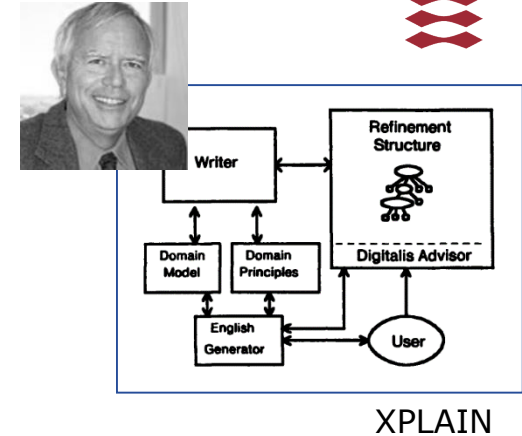 Refinement
Structure
Writer
Domain
Model
Domain
Principles
Digitalis Advisor
English
Generator
User
XPLAIN